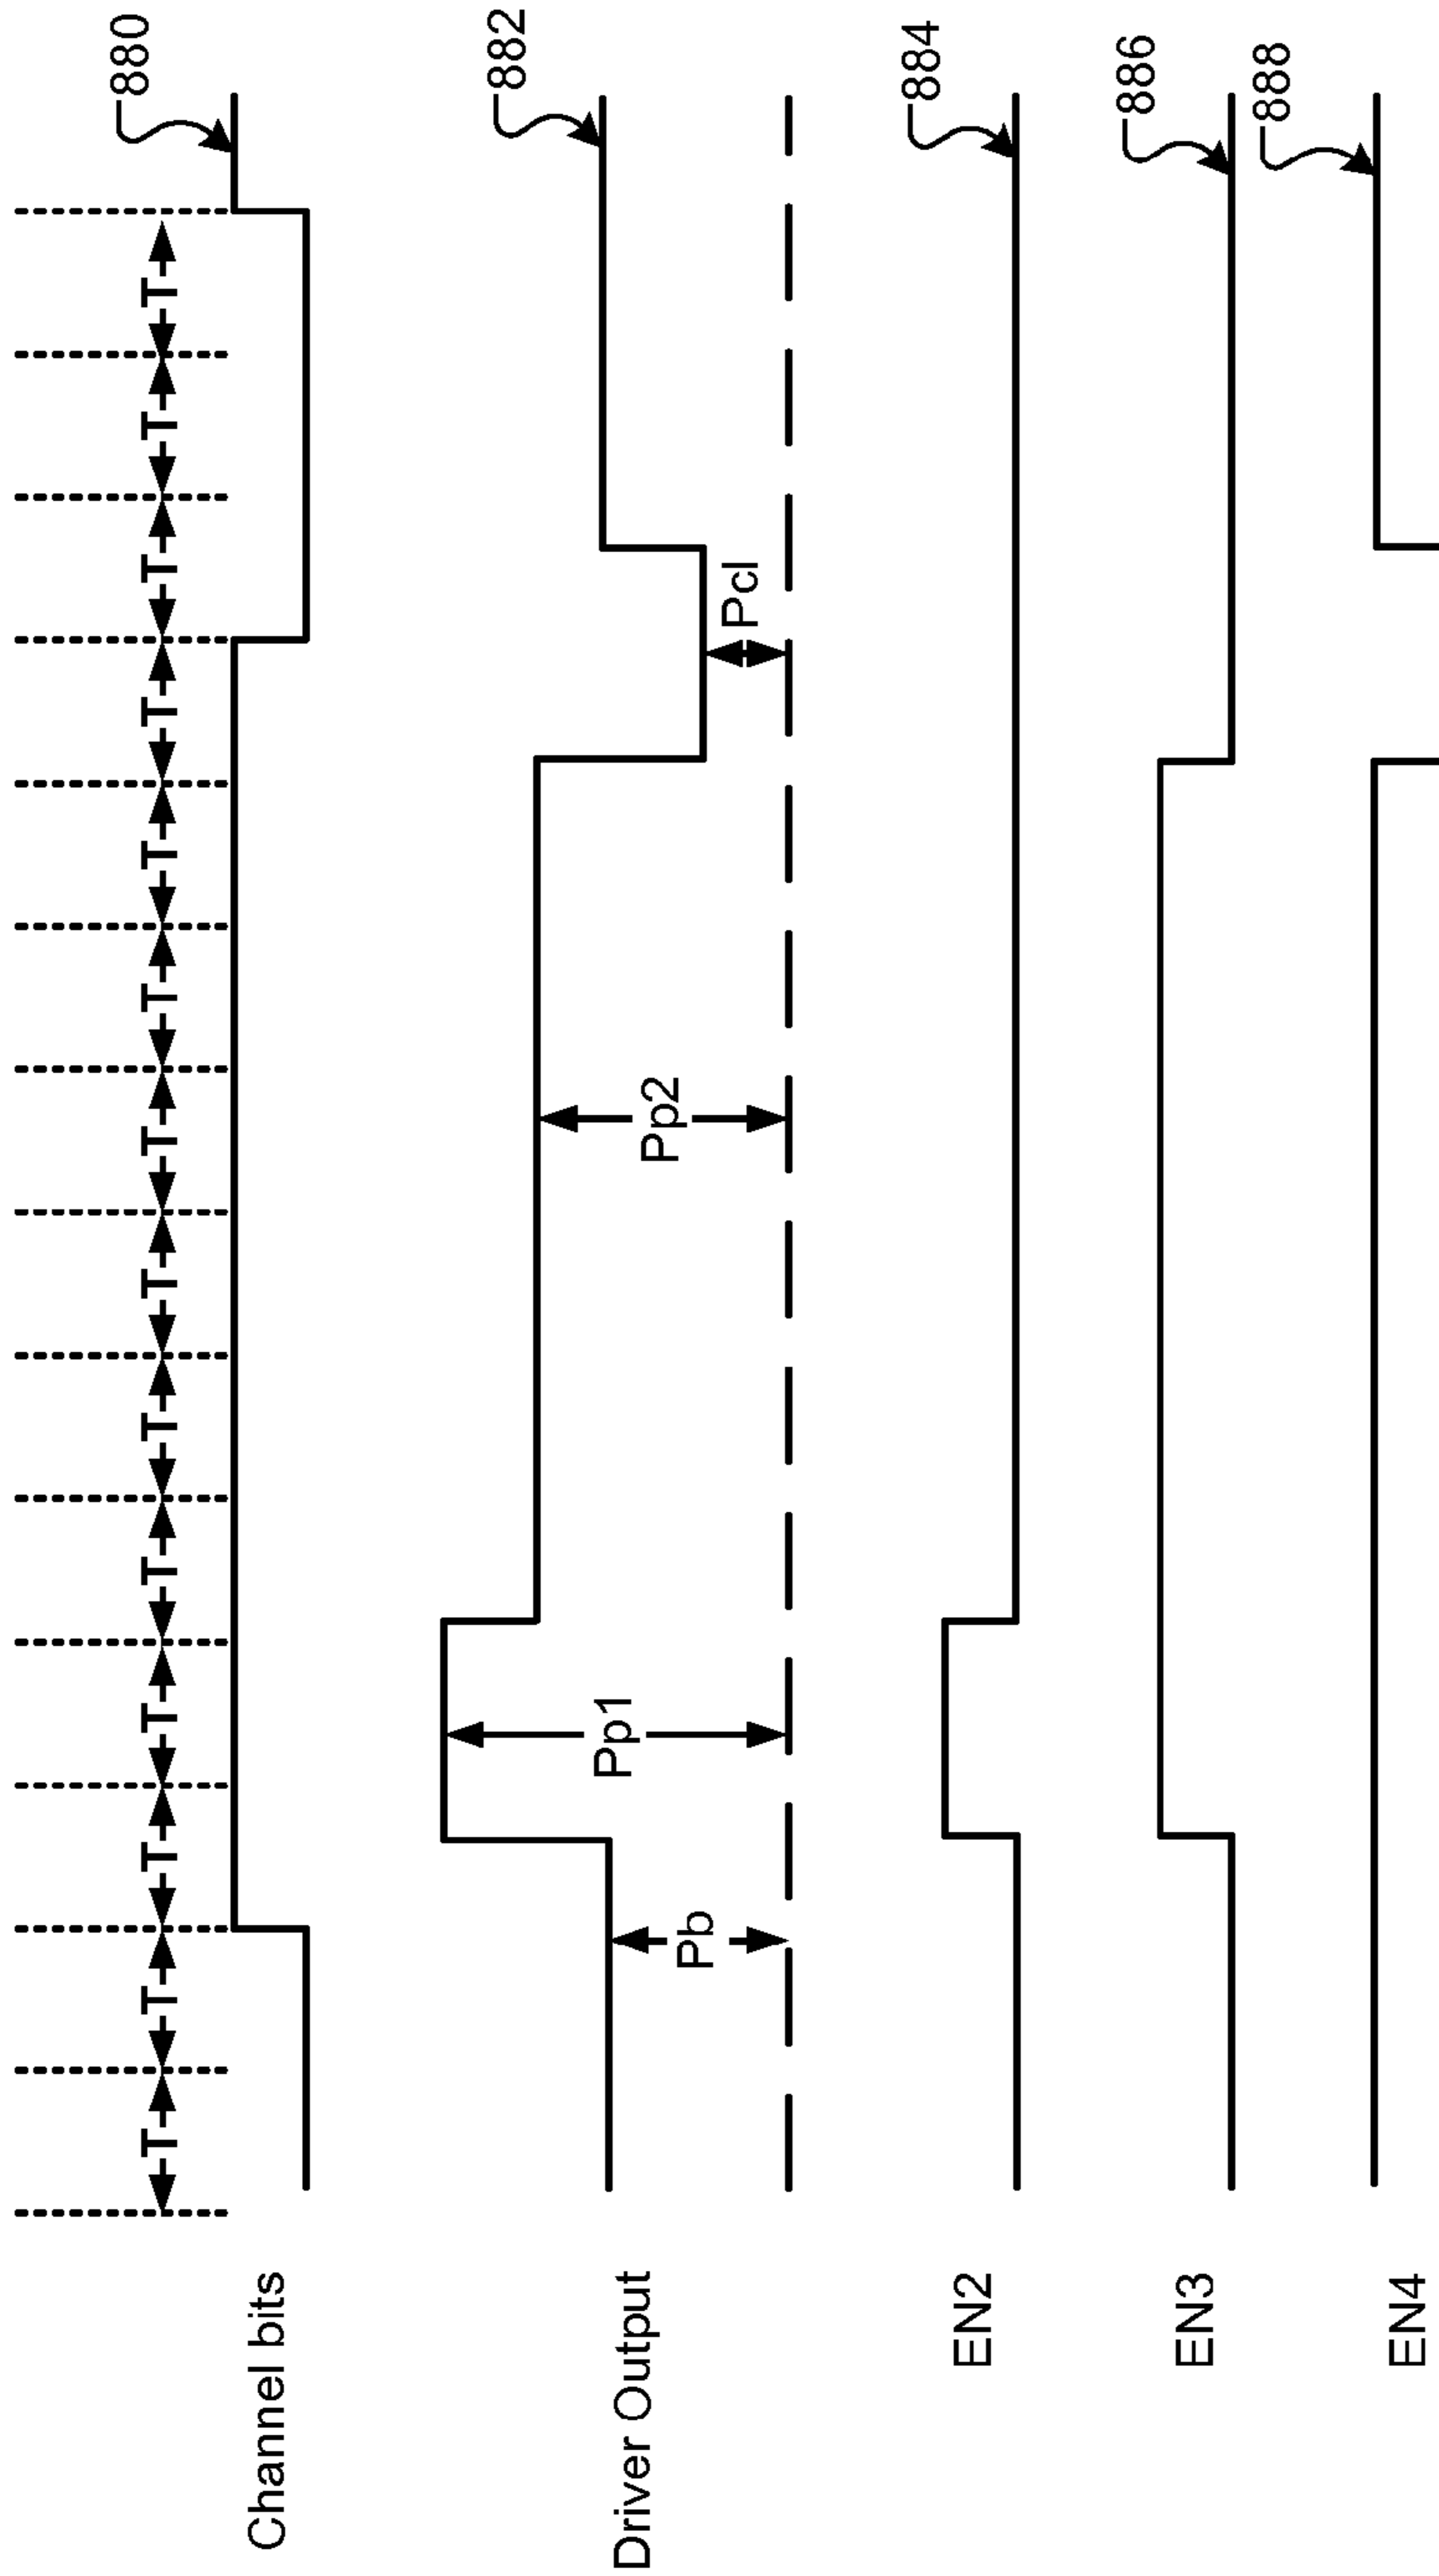 880
T T T T T T T T T T T T T T
Channel bits
882
Driver Output
Pb
Pp1
Pp2
Pcl
884
EN2
886
EN3
888
EN4